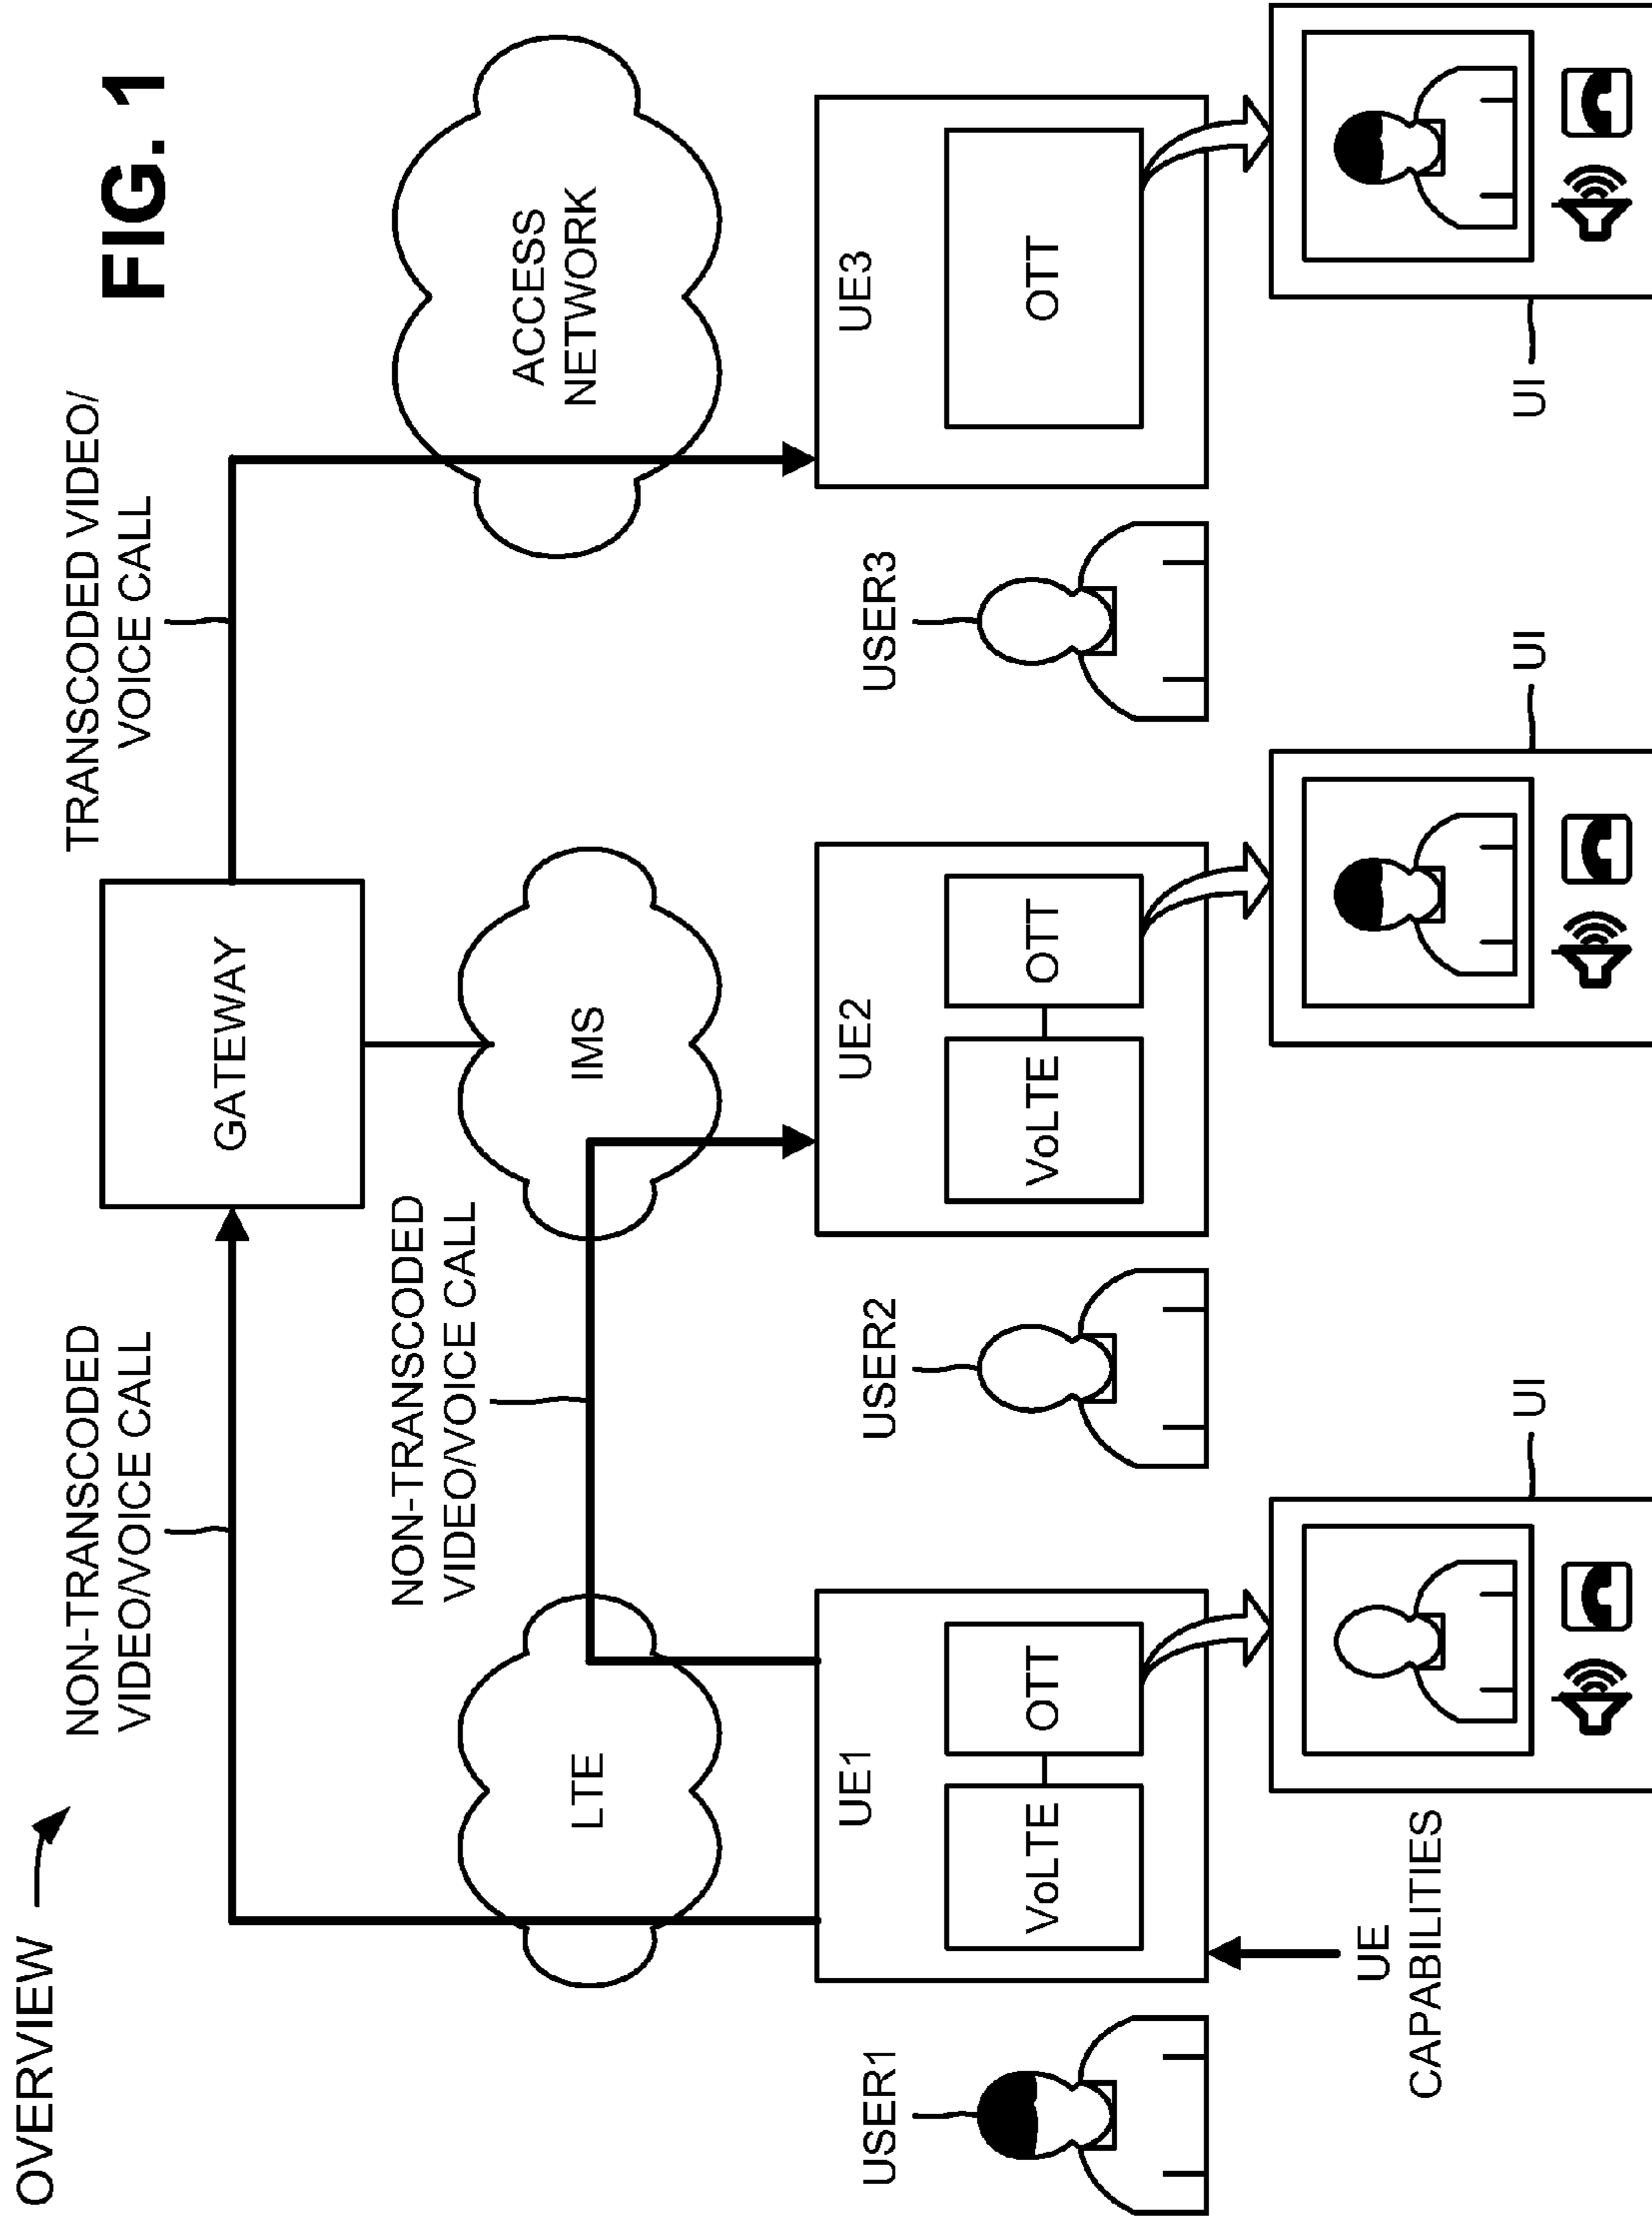 FIG. 1
OVERVIEW
NON-TRANSCODED
VIDEO/VOICE CALL
GATEWAY
TRANSCODED VIDEO/
VOICE CALL
NON-TRANSCODED
VIDEO/VOICE CALL
LTE
IMS
ACCESS
NETWORK
USER1
UE1
VoLTE
OTT
USER2
UE2
VoLTE
OTT
USER3
UE3
OTT
UE
CAPABILITIES
UI
UI
UI